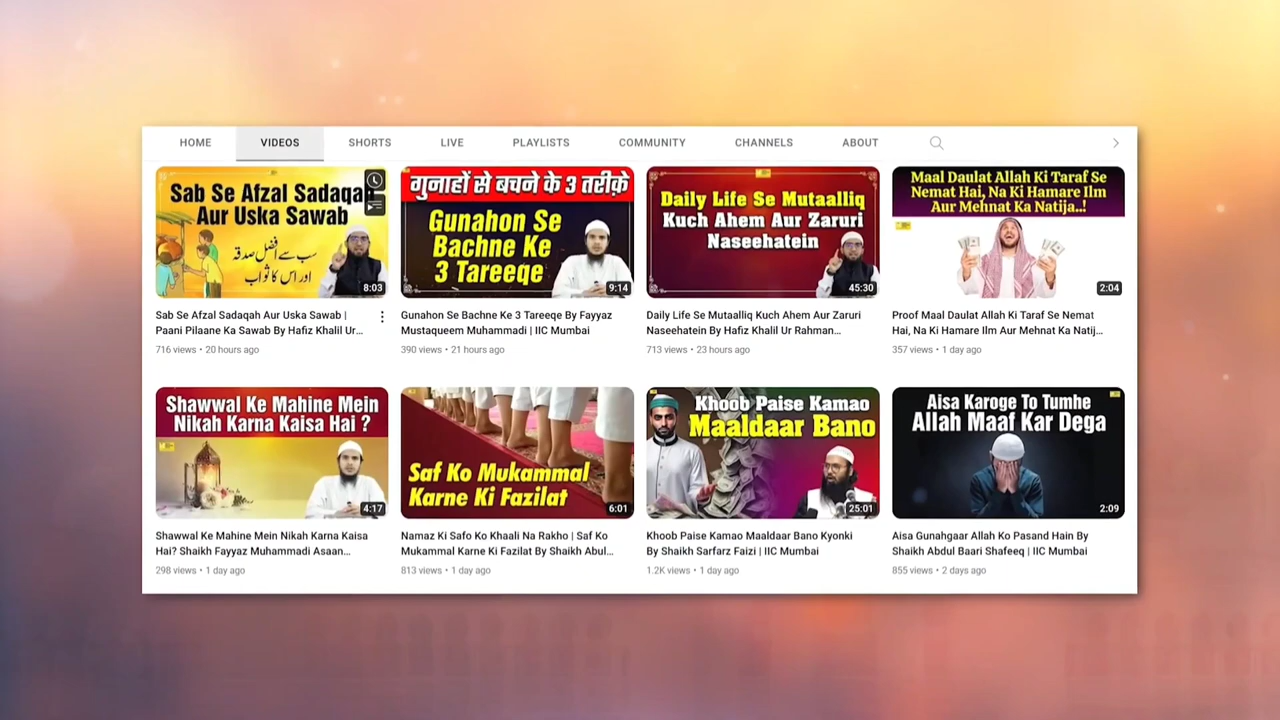 HOME VIDEOS SHORTS LIVE PLAYLISTS COMMUNITY CHANNELS ABOUT
Sab Se Afzal Sadaqah
Aur Uska Sawab
سب سے افضل صدقہ
اور اس کا ثواب
8:03
Sab Se Afzal Sadaqah Aur Uska Sawab |
Paani Pilaane Ka Sawab By Hafiz Khalil Ur...
716 views • 20 hours ago
गुनाहों से बचने के 3 तरीक़े
Gunahon Se
Bachne Ke
3 Tareeqe
9:14
Gunahon Se Bachne Ke 3 Tareeqe By Fayyaz
Mustaqueem Muhammadi | IIC Mumbai
390 views • 21 hours ago
Daily Life Se Mutaalliq
Kuch Ahem Aur Zaruri
Naseehatein
45:30
Daily Life Se Mutaalliq Kuch Ahem Aur Zaruri
Naseehatein By Hafiz Khalil Ur Rahman...
713 views • 23 hours ago
Maal Daulat Allah Ki Taraf Se
Nemat Hai, Na Ki Hamare Ilm
Aur Mehnat Ka Natija..!
2:04
Proof Maal Daulat Allah Ki Taraf Se Nemat
Hai, Na Ki Hamare Ilm Aur Mehnat Ka Natij...
357 views • 1 day ago
Shawwal Ke Mahine Mein
Nikah Karna Kaisa Hai ?
4:17
Shawwal Ke Mahine Mein Nikah Karna Kaisa
Hai? Shaikh Fayyaz Muhammadi Asaan...
298 views • 1 day ago
Saf Ko Mukammal
Karne Ki Fazilat
6:01
Namaz Ki Safo Ko Khaali Na Rakho | Saf Ko
Mukammal Karne Ki Fazilat By Shaikh Abul...
813 views • 1 day ago
Khoob Paise Kamao
Maaldaar Bano
25:01
Khoob Paise Kamao Maaldaar Bano Kyonki
By Shaikh Sarfarz Faizi | IIC Mumbai
1.2K views • 1 day ago
Aisa Karoge To Tumhe
Allah Maaf Kar Dega
2:09
Aisa Gunahgaar Allah Ko Pasand Hain By
Shaikh Abdul Baari Shafeeq | IIC Mumbai
855 views • 2 days ago